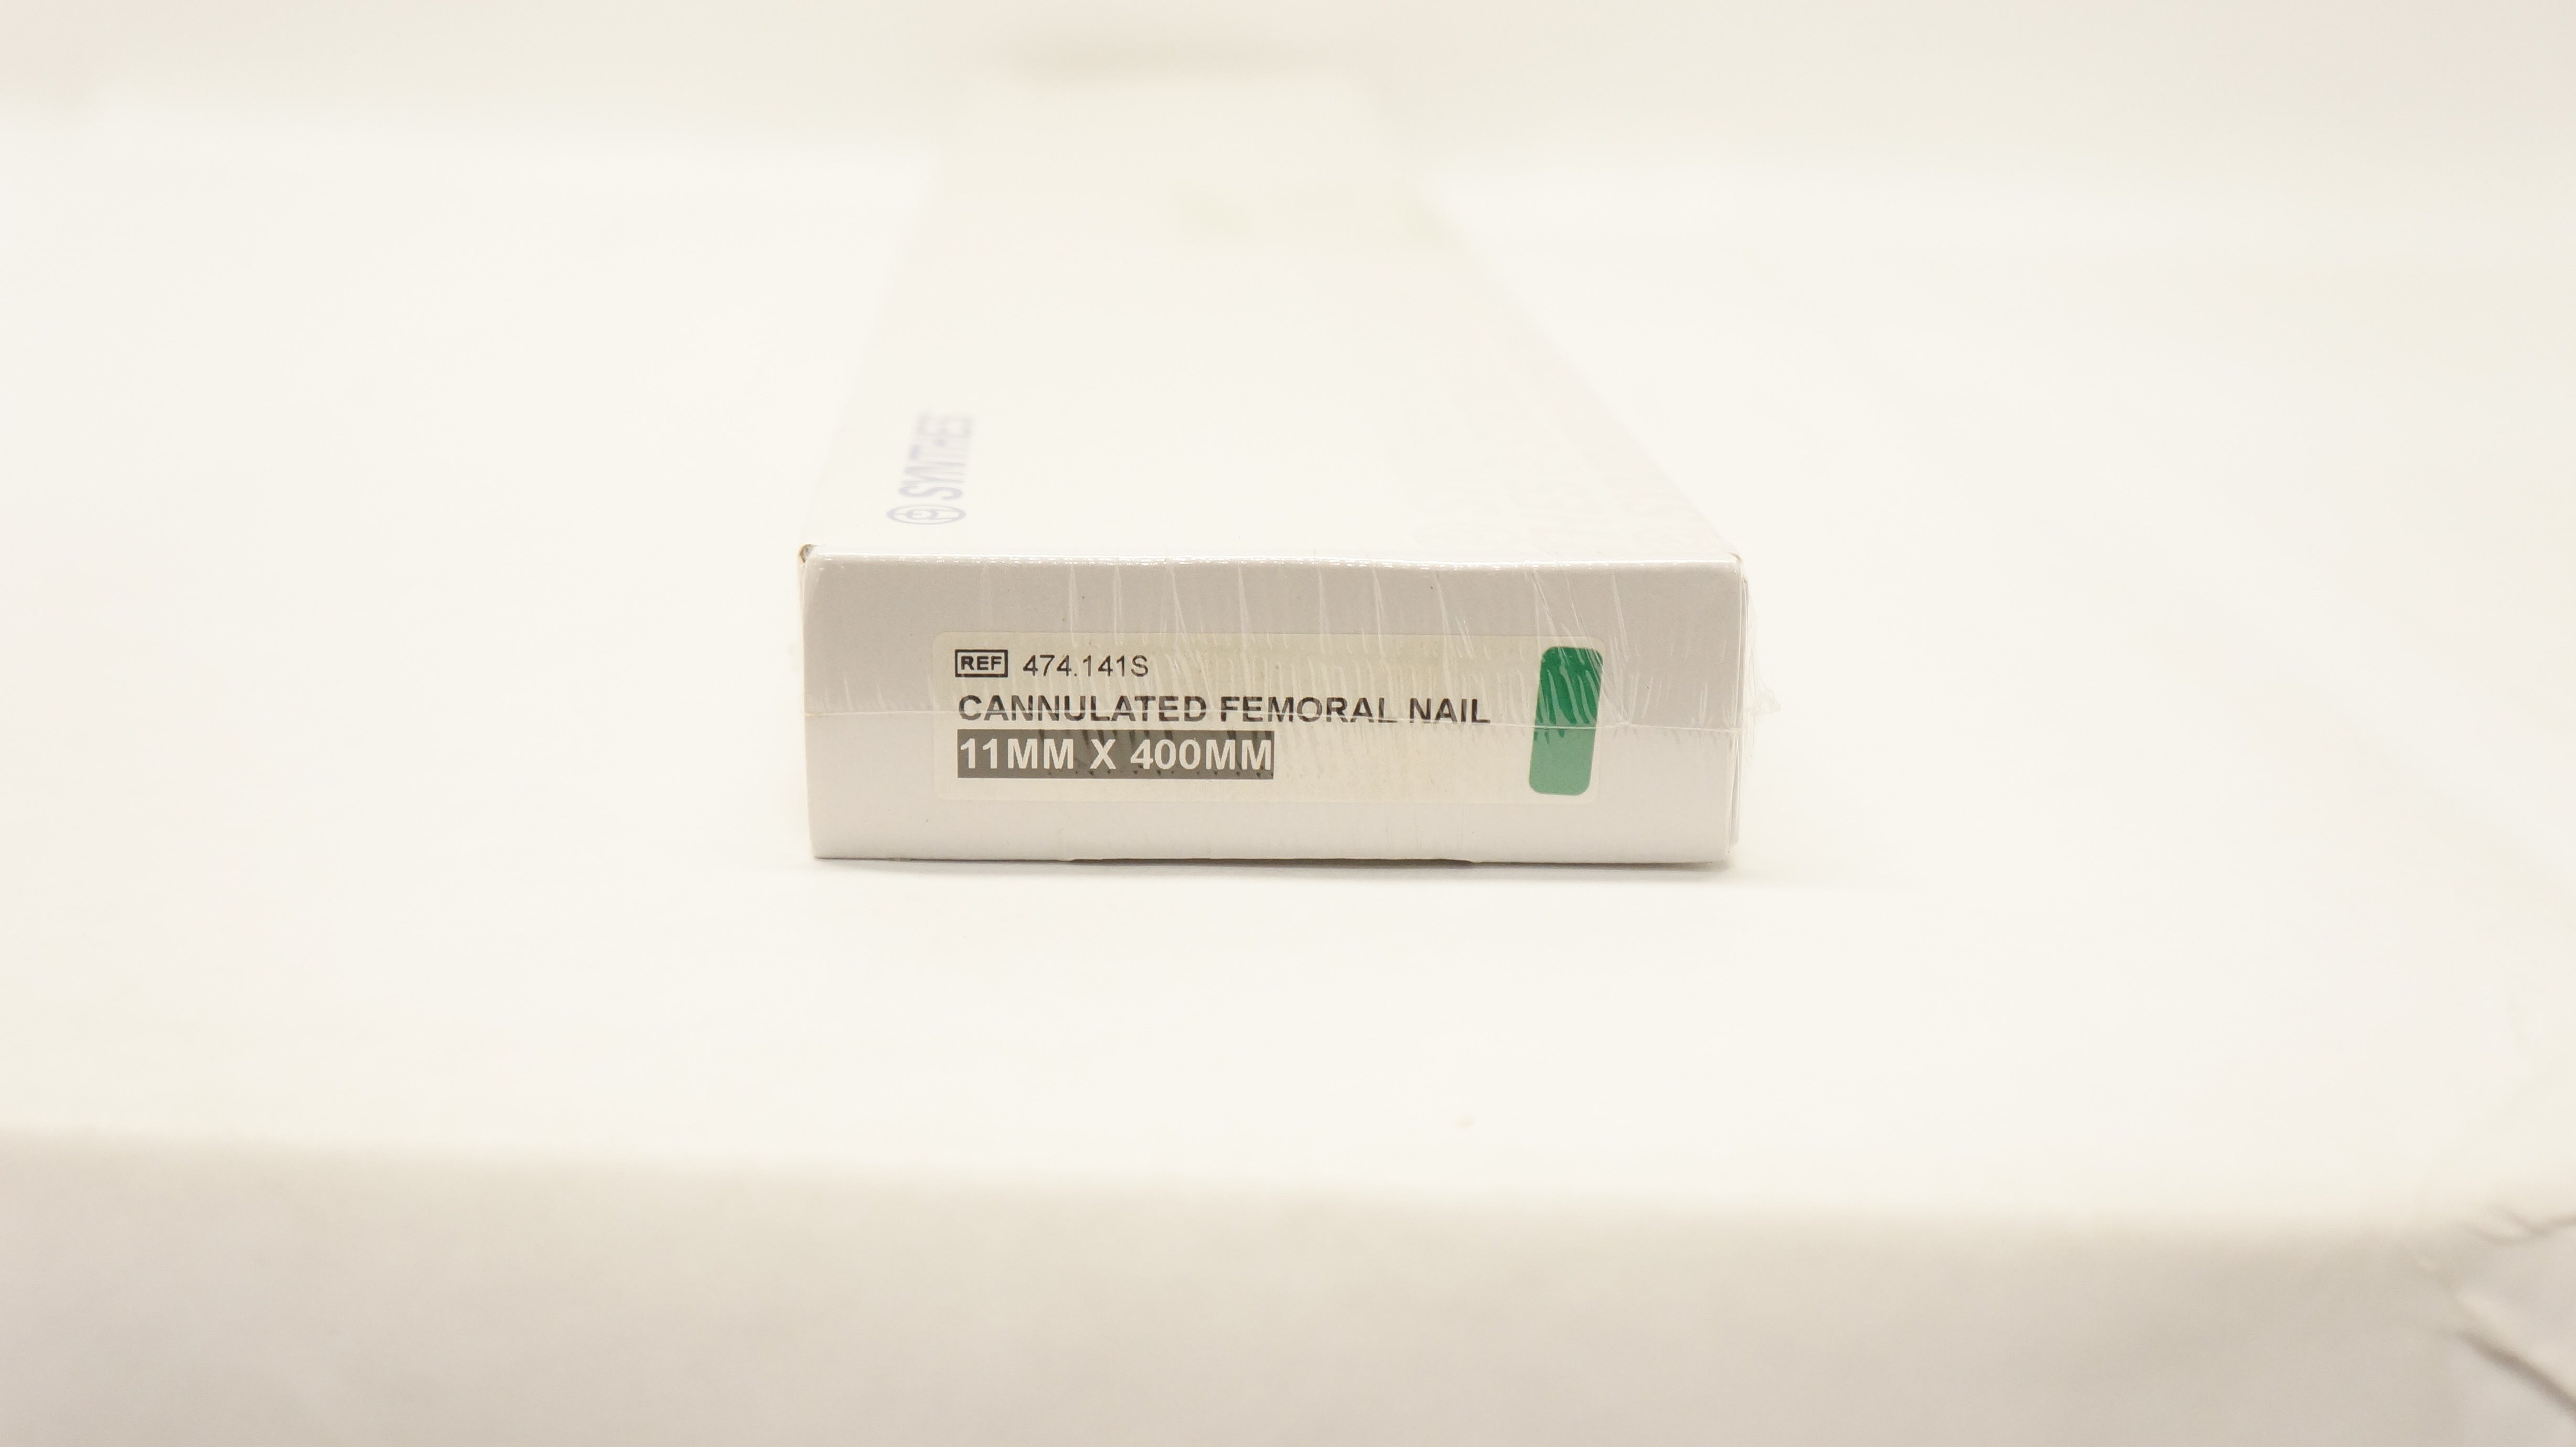 SYNTHES
REF 474.141S
CANNULATED FEMORAL NAIL
11MM X 400MM